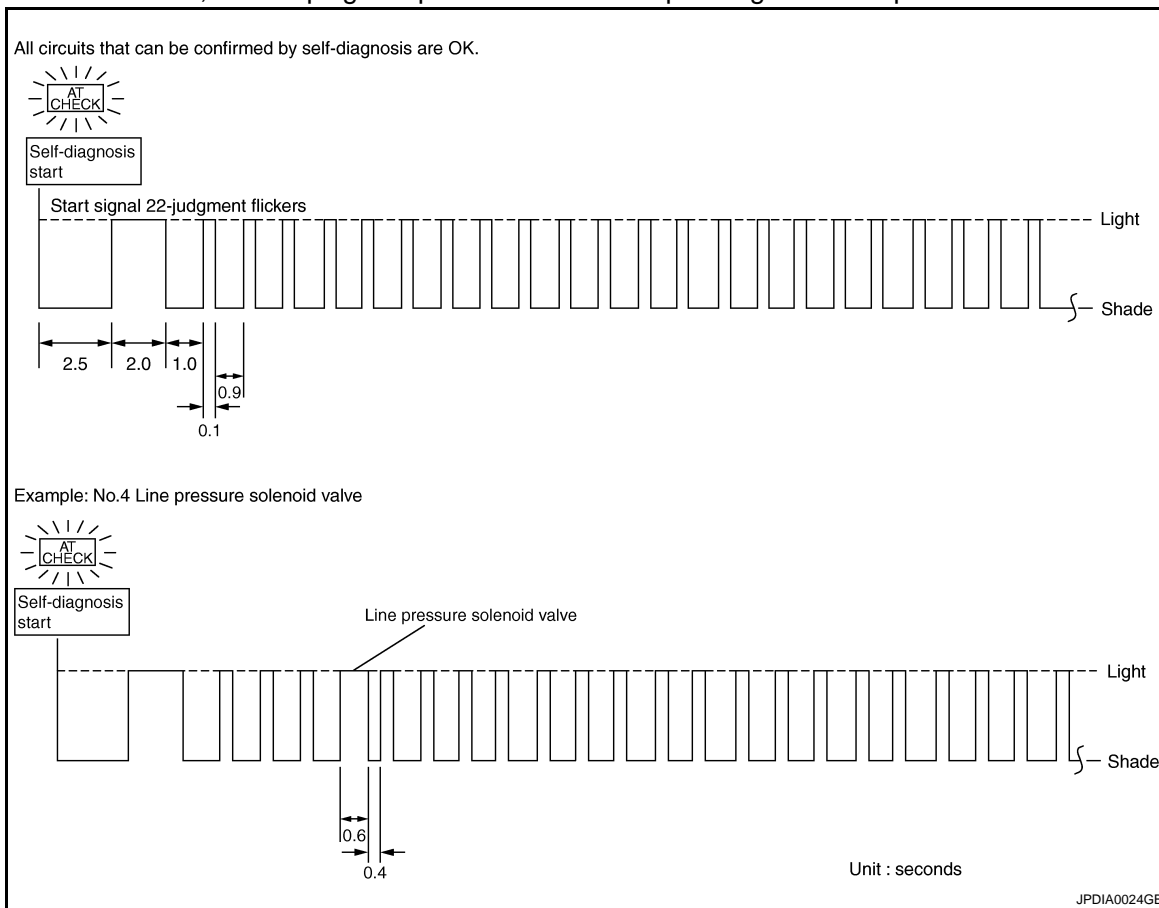 All circuits that can be confirmed by self-diagnosis are OK.
AT
CHECK
Self-diagnosis
start
Start signal 22-judgment flickers
Light
Shade
2.5
2.0
1.0
0.9
0.1
Example: No.4 Line pressure solenoid valve
AT
CHECK
Self-diagnosis
start
Line pressure solenoid valve
Light
Shade
0.6
0.4
Unit : seconds
JPDIA0024GB